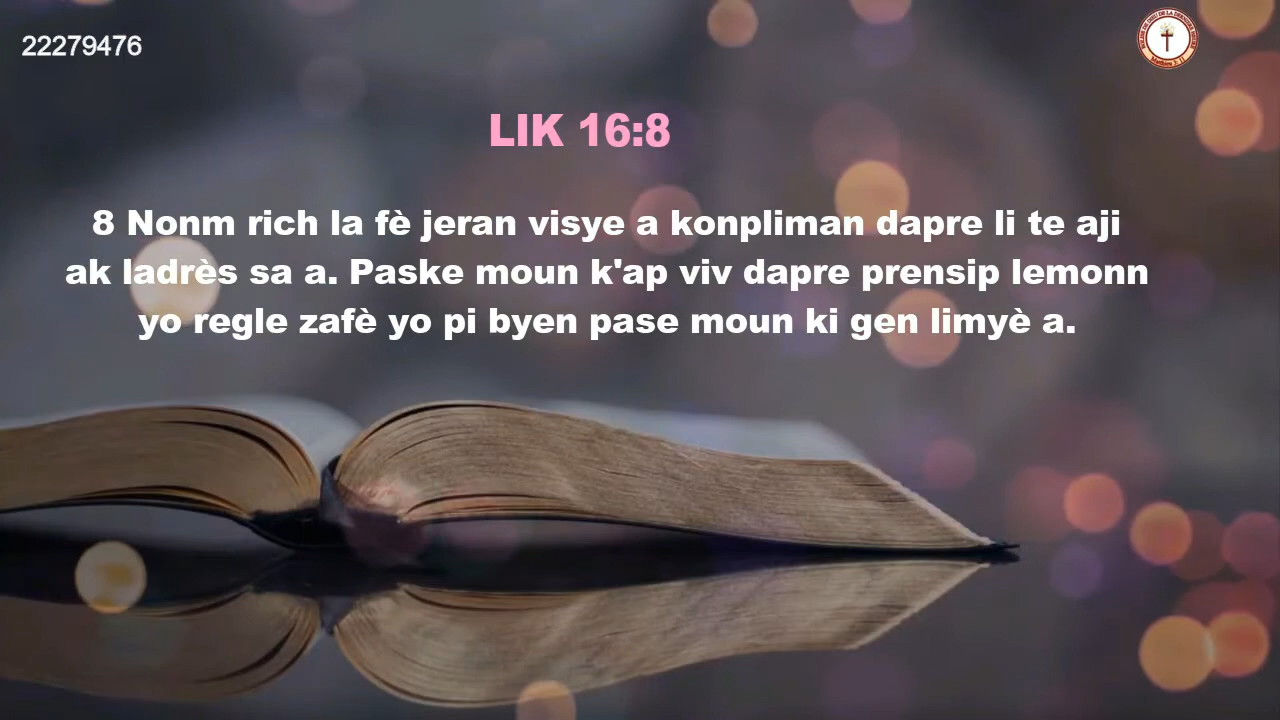 22279476
LIK 16:8
8 Nonm rich la fè jeran visye a konpliman dapre li te aji
ak ladrès sa a. Paske moun k'ap viv dapre prensip lemonn
yo regle zafè yo pi byen pase moun ki gen limyè a.